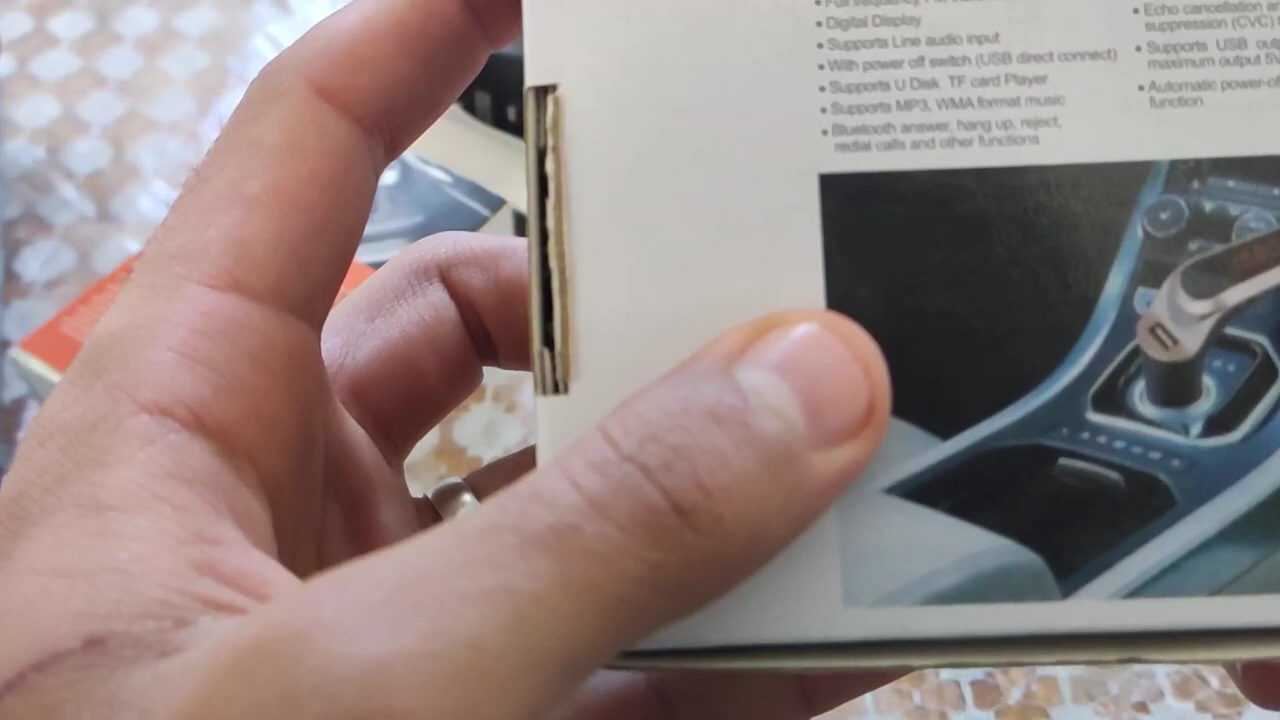 • Full frequency
• Digital Display
• Supports Line audio input
• With power off switch (USB direct connect)
• Supports U Disk TF card Player
• Supports MP3, WMA format music
• Bluetooth answer, hang up, reject,
redial calls and other functions
• Echo cancellation
suppression (CVC)
• Supports USB
maximum output 5V
• Automatic
function